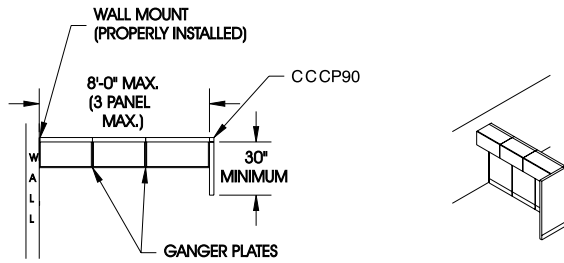 WALL MOUNT
(PROPERLY INSTALLED)
8'-0" MAX.
(3 PANEL
MAX.)
CCCP90
30"
MINIMUM
W
A
L
L
GANGER PLATES